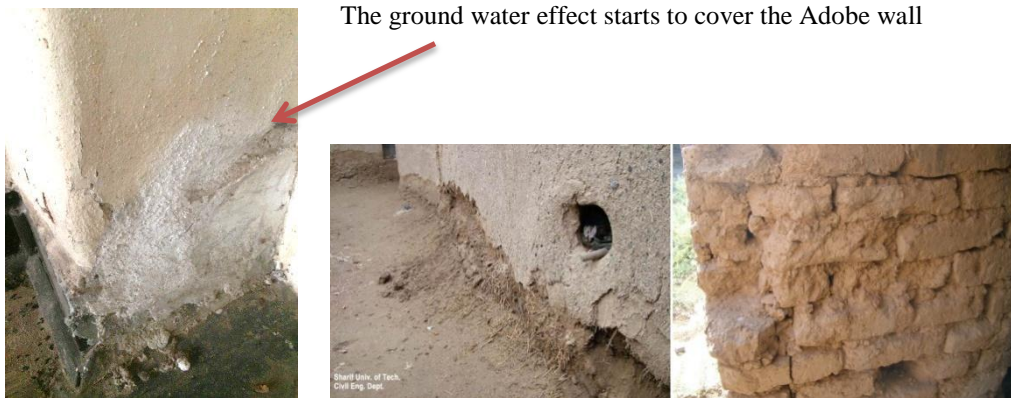 The ground water effect starts to cover the Adobe wall
Sharif Univ. of Tech.
Civil Eng. Dept.